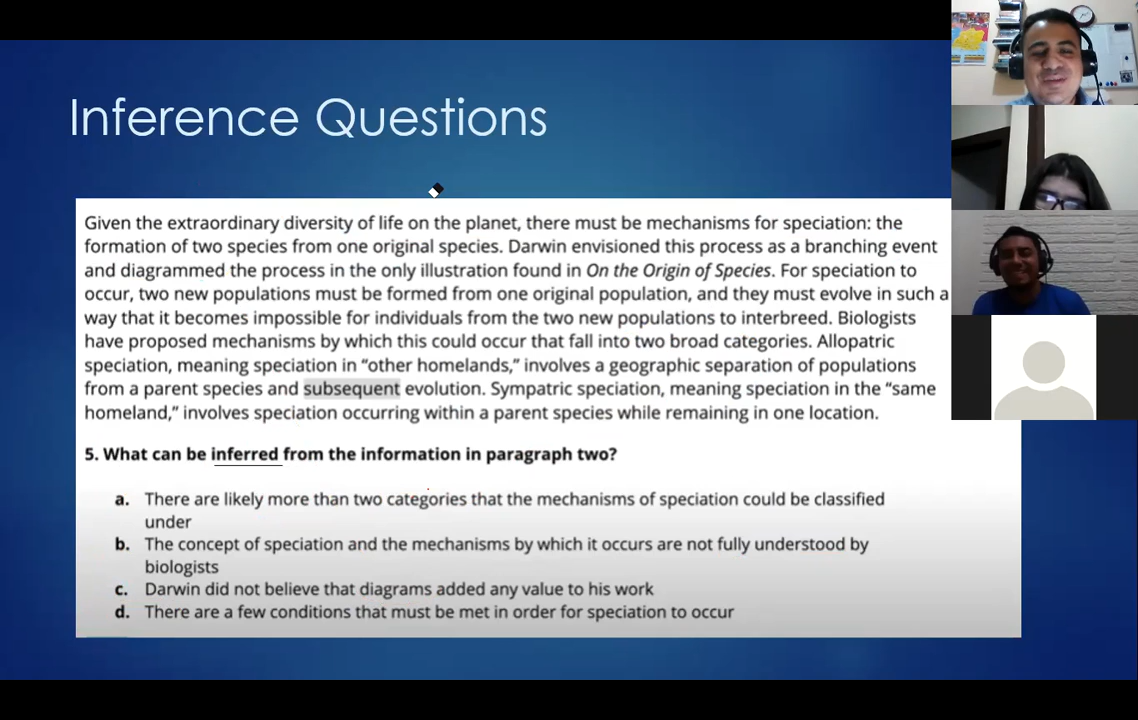 Inference Questions
Given the extraordinary diversity of life on the planet, there must be mechanisms for speciation: the
formation of two species from one original species. Darwin envisioned this process as a branching event
and diagrammed the process in the only illustration found in On the Origin of Species. For speciation to
occur, two new populations must be formed from one original population, and they must evolve in such a
way that it becomes impossible for individuals from the two new populations to interbreed. Biologists
have proposed mechanisms by which this could occur that fall into two broad categories. Allopatric
speciation, meaning speciation in “other homelands,” involves a geographic separation of populations
from a parent species and subsequent evolution. Sympatric speciation, meaning speciation in the “same
homeland,” involves speciation occurring within a parent species while remaining in one location.
5. What can be inferred from the information in paragraph two?
a. There are likely more than two categories that the mechanisms of speciation could be classified
under
b. The concept of speciation and the mechanisms by which it occurs are not fully understood by
biologists
c. Darwin did not believe that diagrams added any value to his work
d. There are a few conditions that must be met in order for speciation to occur